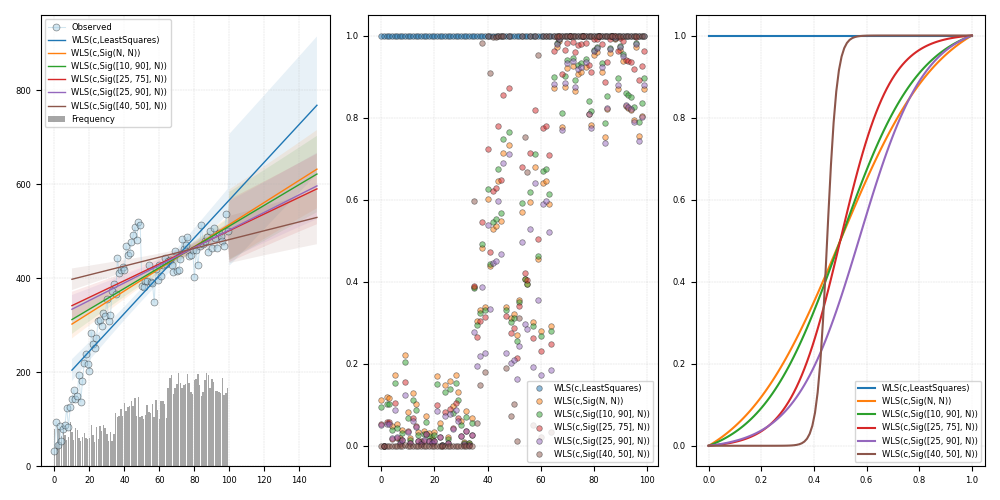 Observed
WLS(c,LeastSquares)
WLS(c,Sig(N, N))
WLS(c,Sig([10, 90], N))
WLS(c,Sig([25, 75], N))
WLS(c,Sig([25, 90], N))
WLS(c,Sig([40, 50], N))
Frequency
800
600
400
200
0
0 20 40 60 80 100 120 140
1.0
0.8
0.6
0.4
0.2
0.0
WLS(c,LeastSquares)
WLS(c,Sig(N, N))
WLS(c,Sig([10, 90], N))
WLS(c,Sig([25, 75], N))
WLS(c,Sig([25, 90], N))
WLS(c,Sig([40, 50], N))
0 20 40 60 80 100
1.0
0.8
0.6
0.4
0.2
0.0
WLS(c,LeastSquares)
WLS(c,Sig(N, N))
WLS(c,Sig([10, 90], N))
WLS(c,Sig([25, 75], N))
WLS(c,Sig([25, 90], N))
WLS(c,Sig([40, 50], N))
0.0 0.2 0.4 0.6 0.8 1.0